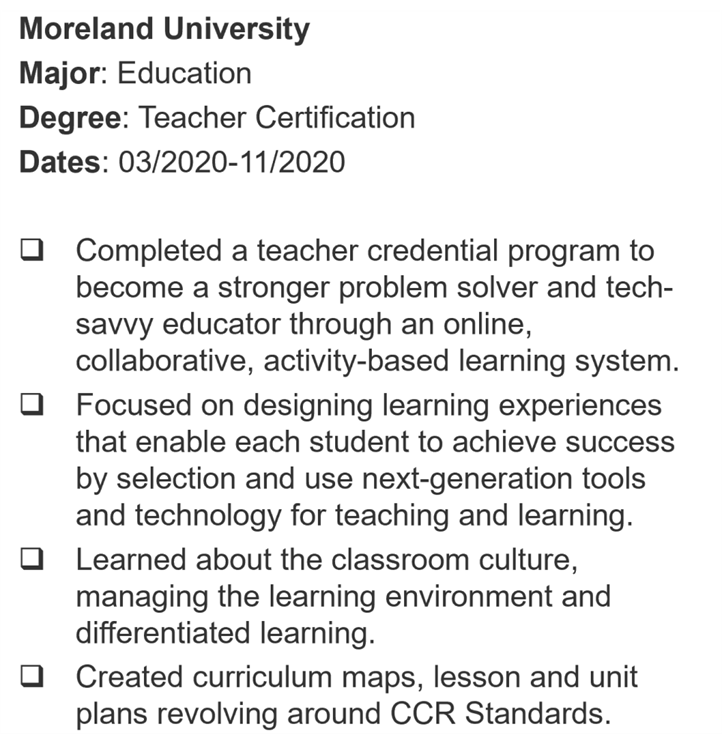 Moreland University
Major: Education
Degree: Teacher Certification
Dates: 03/2020-11/2020
Completed a teacher credential program to
become a stronger problem solver and tech-
savvy educator through an online,
collaborative, activity-based learning system.
Focused on designing learning experiences
that enable each student to achieve success
by selection and use next-generation tools
and technology for teaching and learning.
Learned about the classroom culture,
managing the learning environment and
differentiated learning.
Created curriculum maps, lesson and unit
plans revolving around CCR Standards.